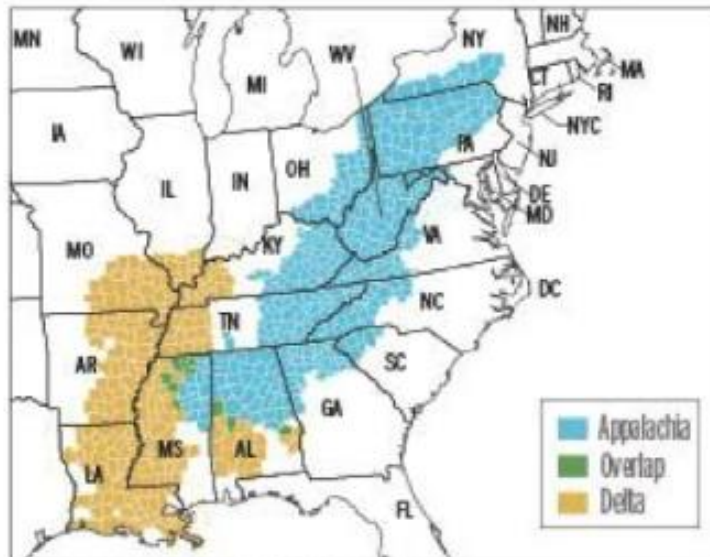 MN
WI
MI
WV
NY
NH
MA
CT
RI
NYC
IA
PA
NJ
OH
IL
IN
DE
MD
MO
KY
VA
DC
NC
TN
AR
SC
GA
MS
AL
LA
FL
Appalachia
Overlap
Delta